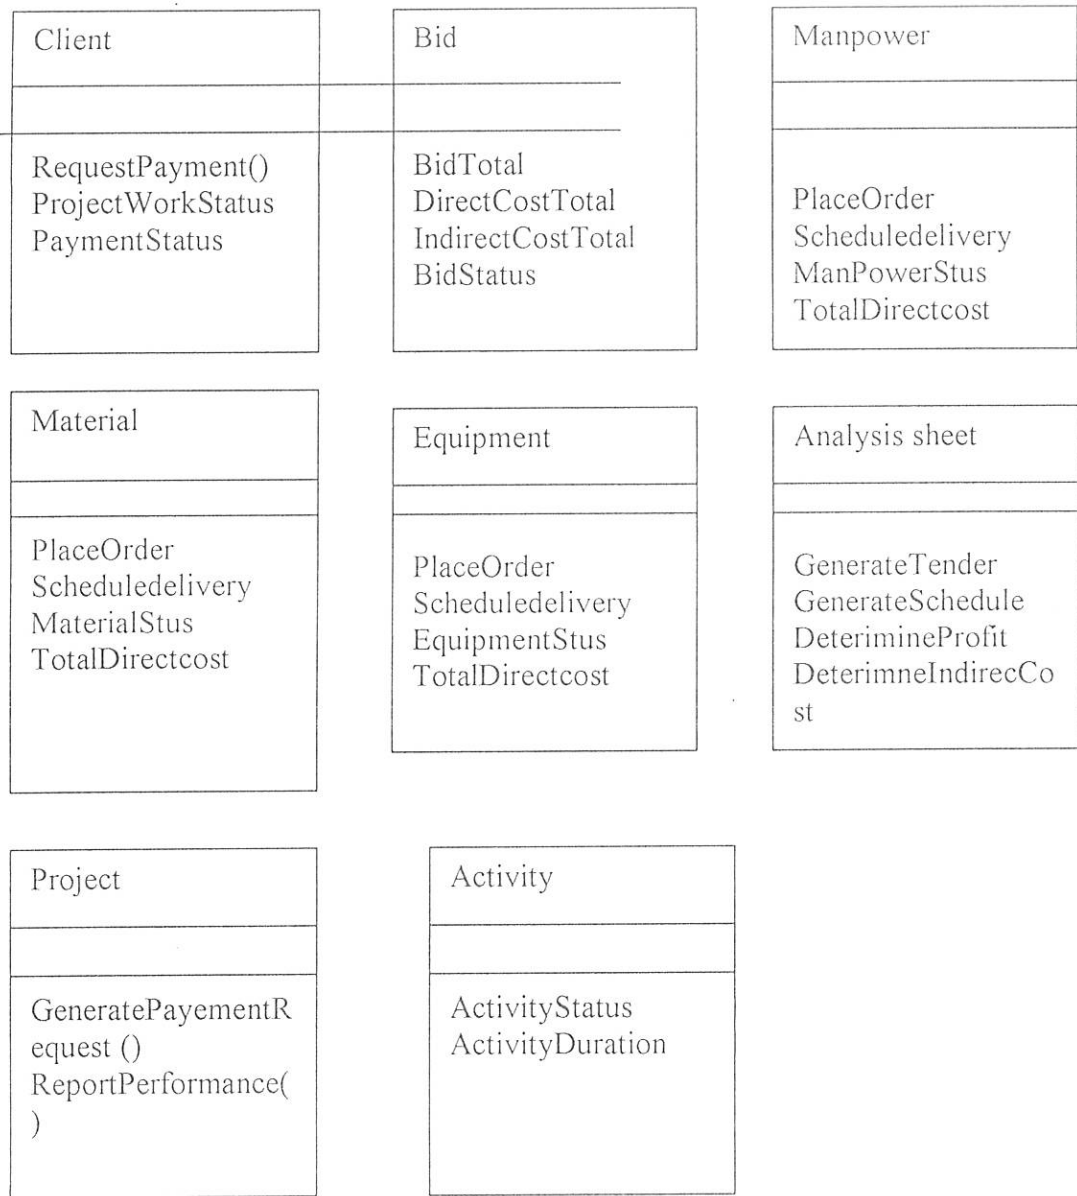 Client
RequestPayment()
ProjectWorkStatus
PaymentStatus
Bid
BidTotal
DirectCostTotal
IndirectCostTotal
BidStatus
Manpower
PlaceOrder
Scheduledelivery
ManPowerStus
TotalDirectcost
Material
PlaceOrder
Scheduledelivery
MaterialStus
TotalDirectcost
Equipment
PlaceOrder
Scheduledelivery
EquipmentStus
TotalDirectcost
Analysis sheet
GenerateTender
GenerateSchedule
DeterimineProfit
DeterimneIndirecCo
st
Project
GeneratePayementR
equest ()
ReportPerformance(
)
Activity
ActivityStatus
ActivityDuration